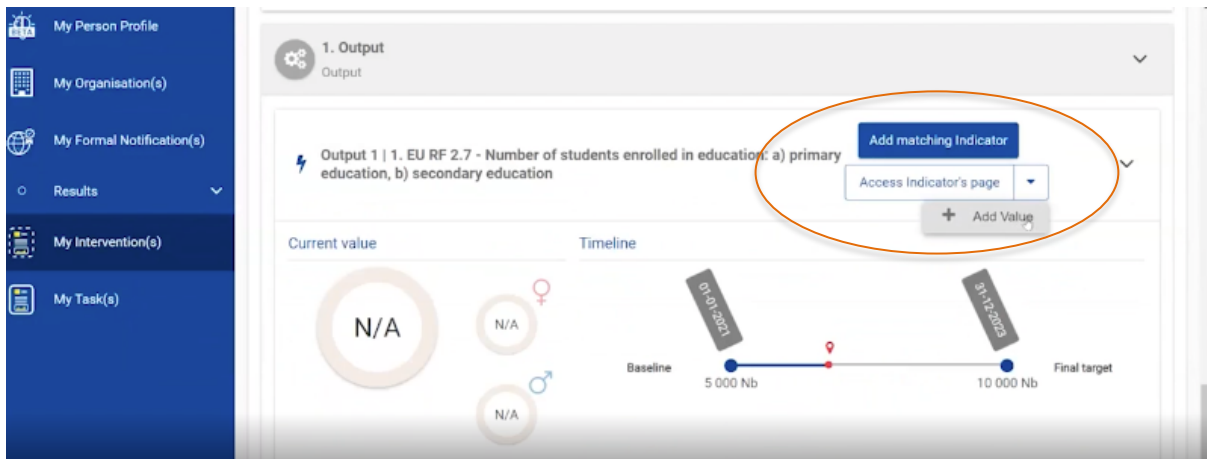 BETA
My Person Profile
My Organisation(s)
My Formal Notification(s)
Results
My Intervention(s)
My Task(s)
1. Output
Output
Output 1 | 1. EU RF 2.7 - Number of students enrolled in education: a) primary
education, b) secondary education
Add matching Indicator
Access Indicator's page
+ Add Value
Current value
N/A
N/A
N/A
Timeline
01-01-2021
31-12-2023
Baseline
Final target
5 000 Nb
10 000 Nb